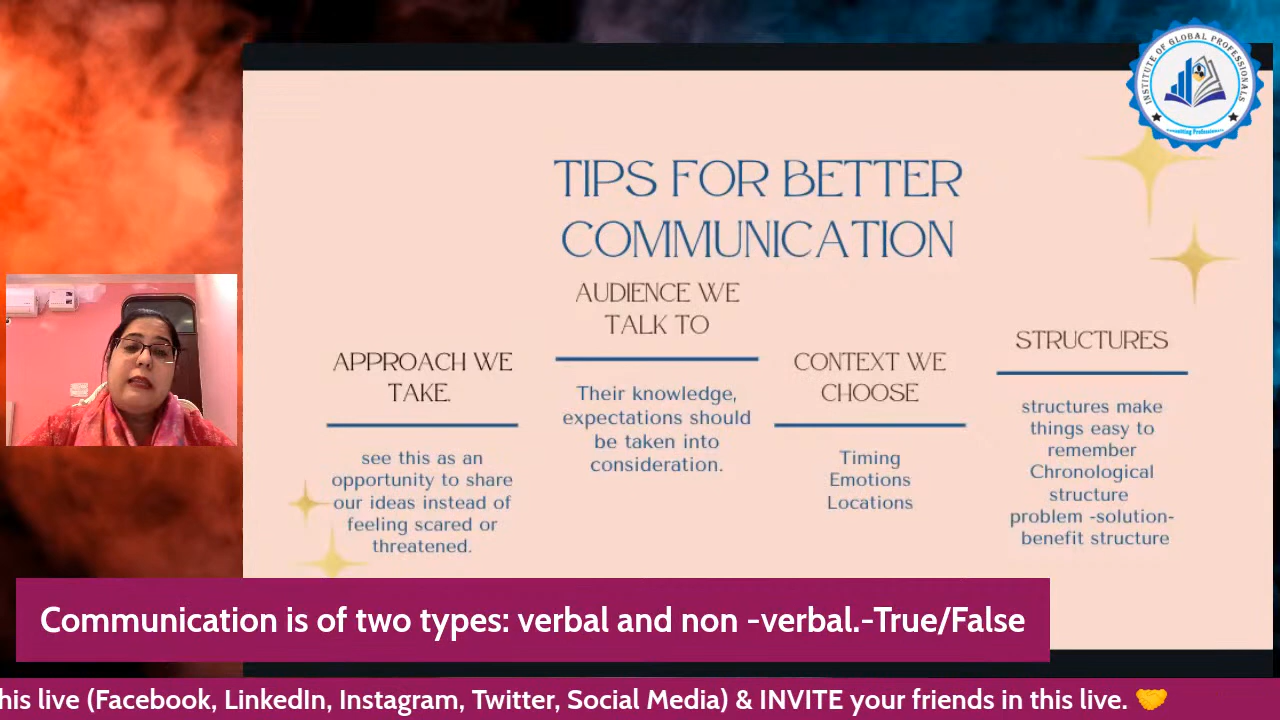 INSTITUTE OF GLOBAL PROFESSIONALS
TIPS FOR BETTER
COMMUNICATION
APPROACH WE
TAKE.
see this as an
opportunity to share
our ideas instead of
feeling scared or
threatened.
AUDIENCE WE
TALK TO
Their knowledge,
expectations should
be taken into
consideration.
CONTEXT WE
CHOOSE
Timing
Emotions
Locations
STRUCTURES
structures make
things easy to
remember
Chronological
structure
problem -solution-
benefit structure
Communication is of two types: verbal and non -verbal.-True/False
his live (Facebook, LinkedIn, Instagram, Twitter, Social Media) & INVITE your friends in this live. 🤝